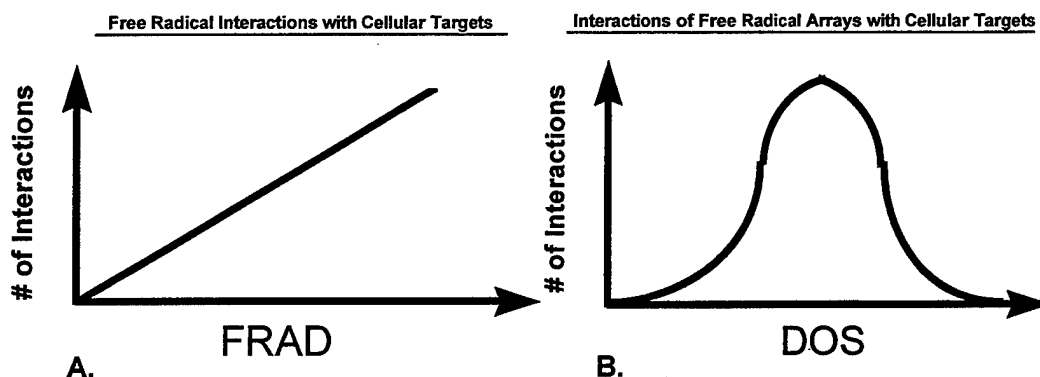 Free Radical Interactions with Cellular Targets
# of Interactions
FRAD
A.
Interactions of Free Radical Arrays with Cellular Targets
# of Interactions
DOS
B.